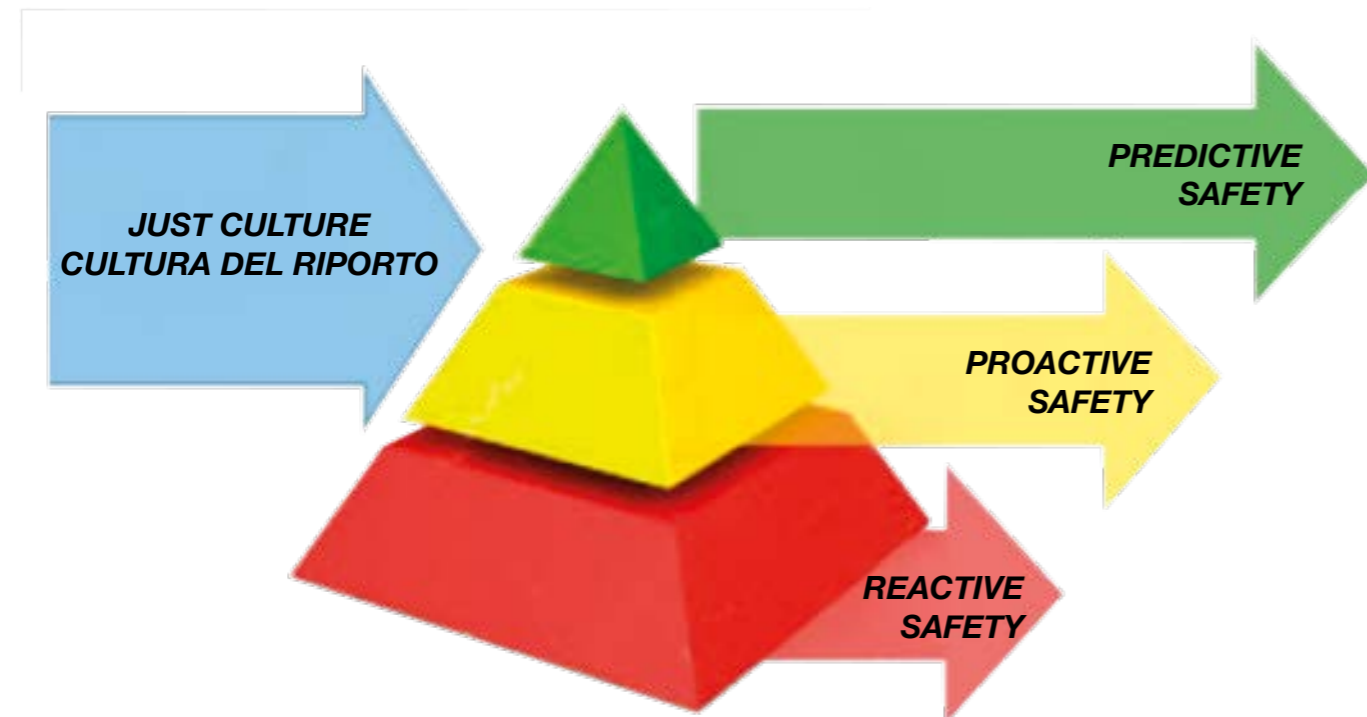 JUST CULTURE
CULTURA DEL RIPORTO
PREDICTIVE
SAFETY
PROACTIVE
SAFETY
REACTIVE
SAFETY